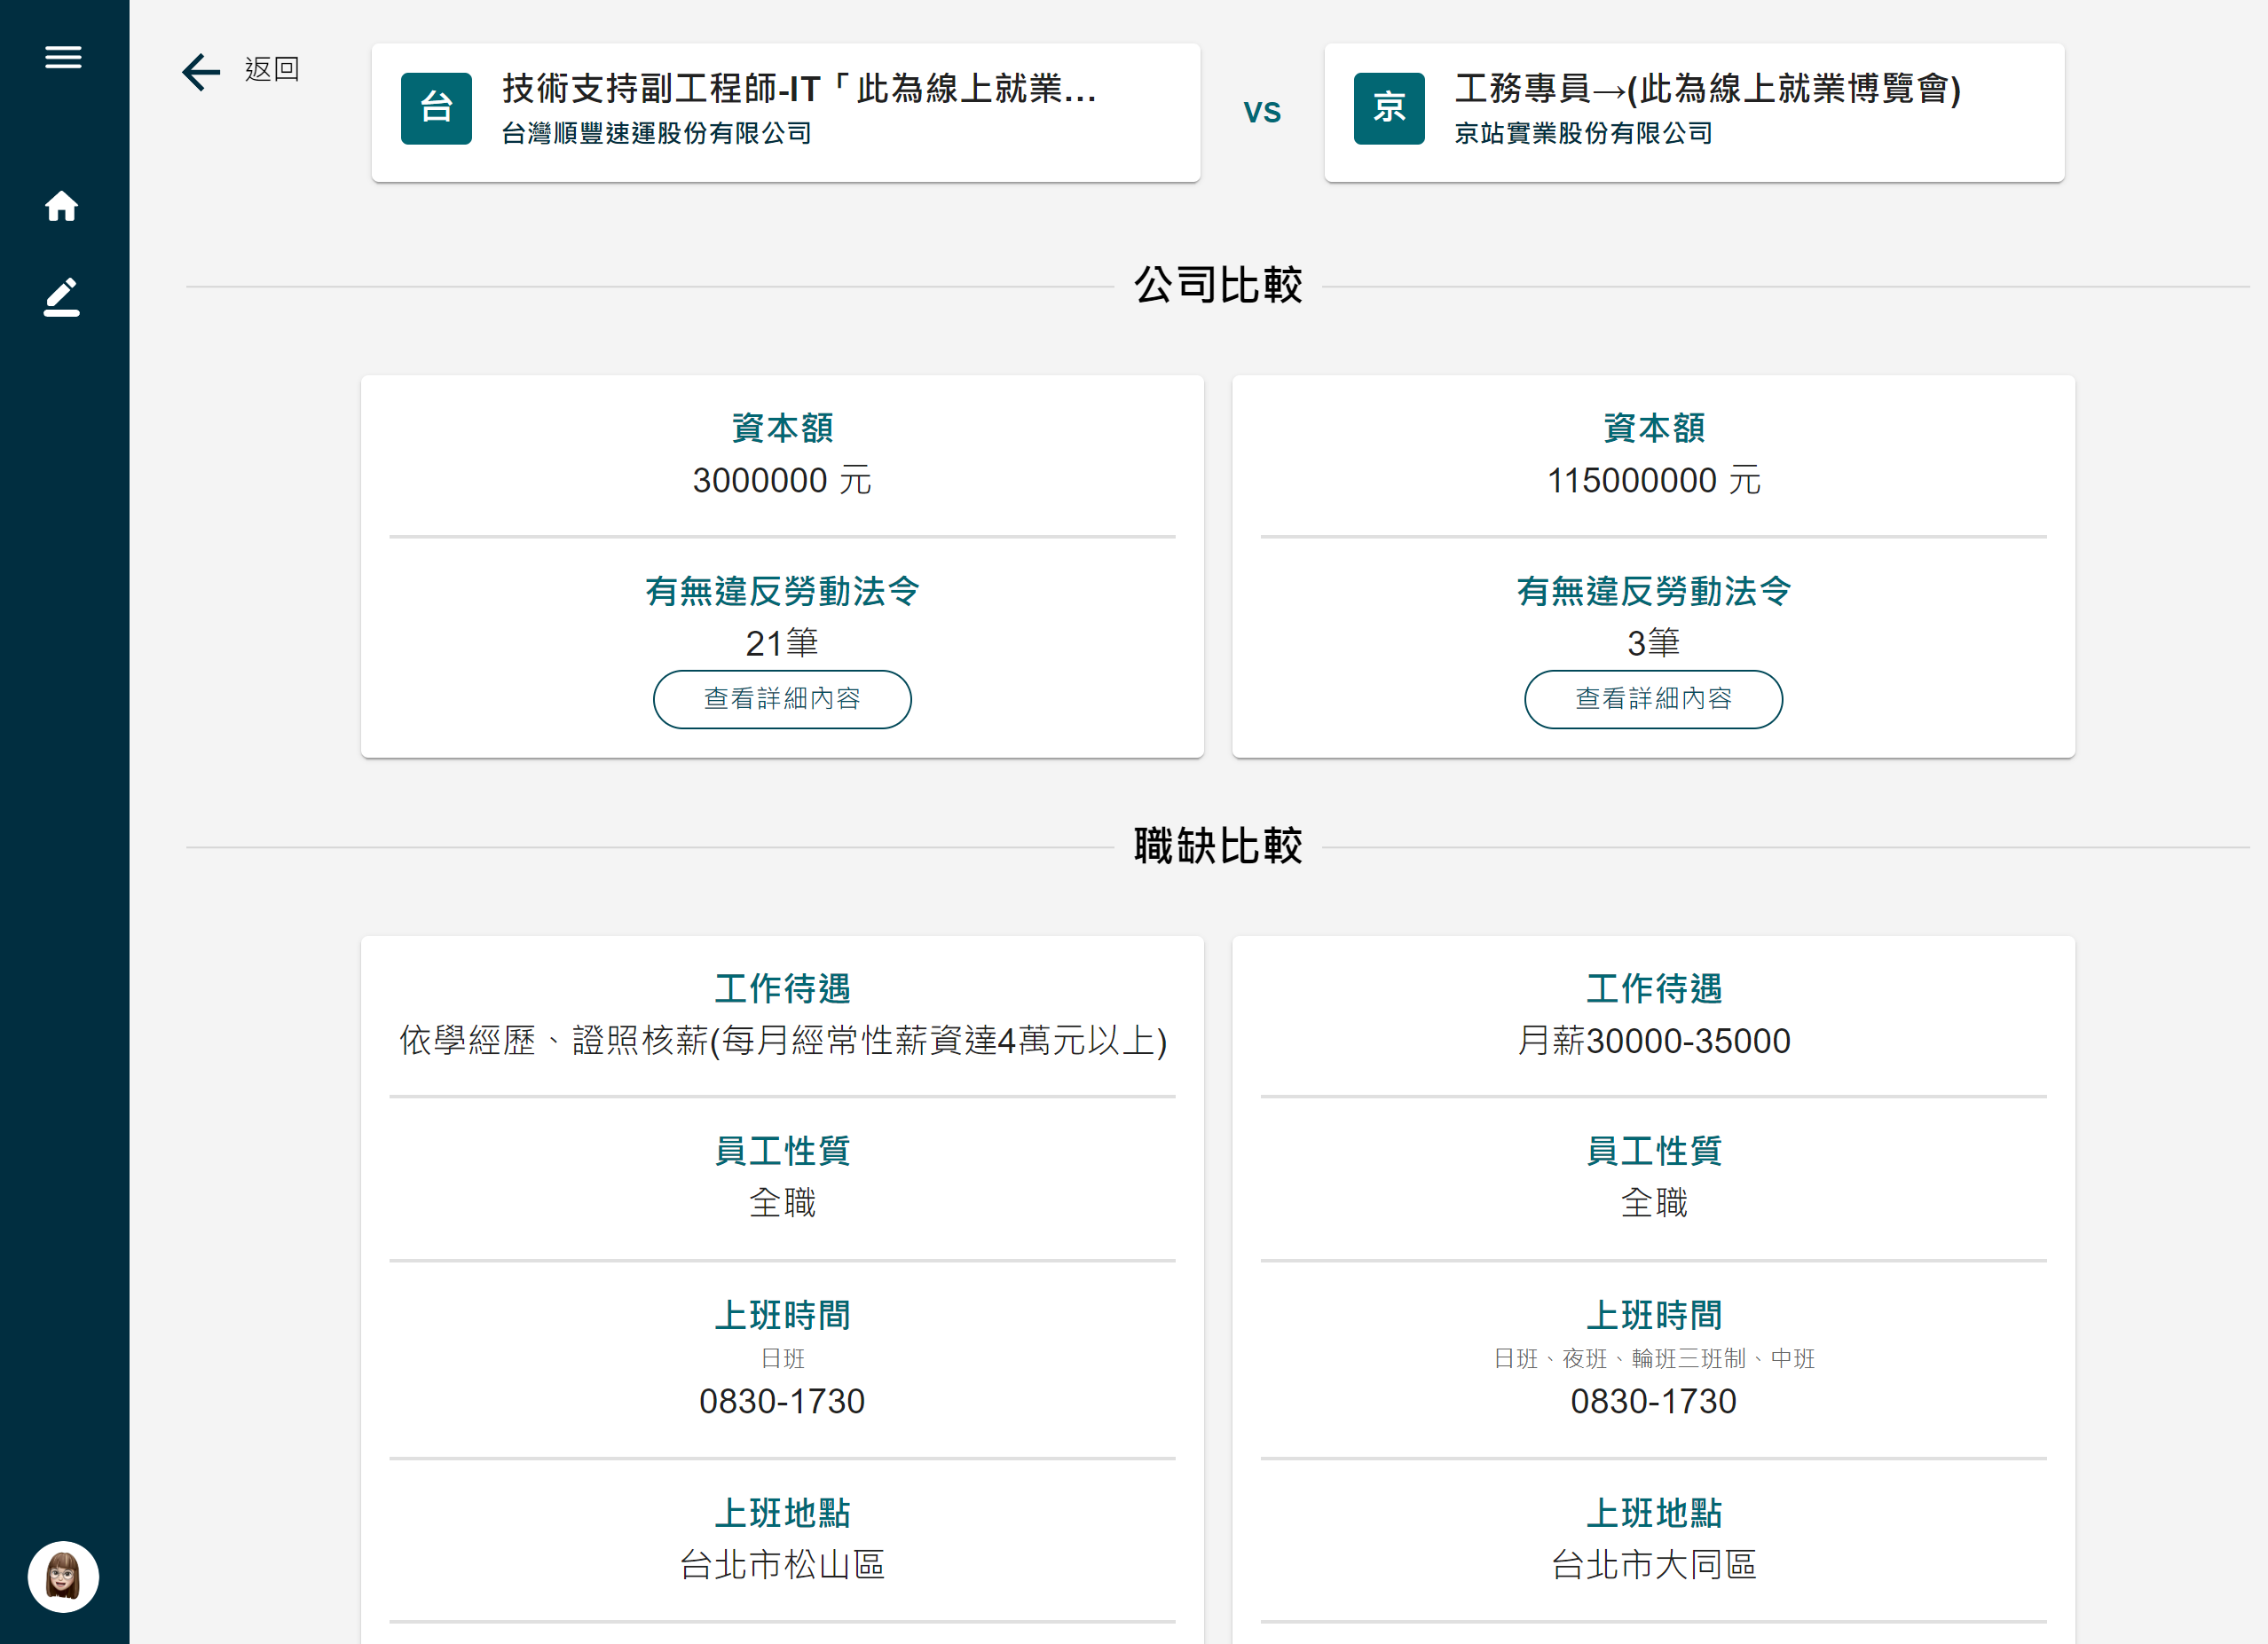 返回
台
技術支持副工程師-IT「此為線上就業...
台灣順豐速運股份有限公司
VS
京
工務專員→(此為線上就業博覽會)
京站實業股份有限公司
公司比較
資本額
3000000 元
有無違反勞動法令
21筆
查看詳細內容
資本額
115000000 元
有無違反勞動法令
3筆
查看詳細內容
職缺比較
工作待遇
依學經歷、證照核薪(每月經常性薪資達4萬元以上)
員工性質
全職
上班時間
日班
0830-1730
上班地點
台北市松山區
工作待遇
月薪30000-35000
員工性質
全職
上班時間
日班、夜班、輪班三班制、中班
0830-1730
上班地點
台北市大同區